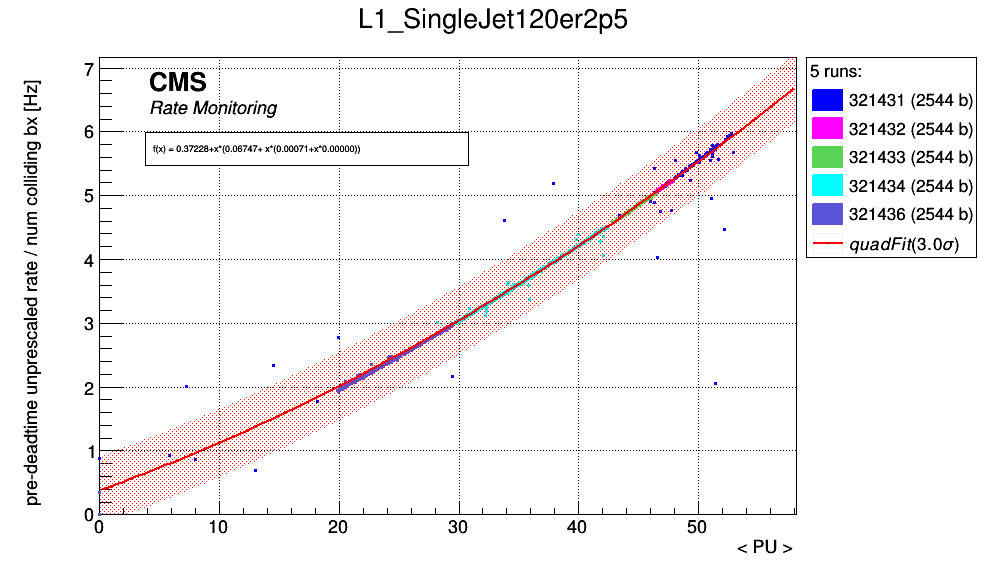 L1_SingleJet120er2p5
pre-deadtime unprescaled rate / num colliding bx [Hz]
CMS
Rate Monitoring
f(x) = 0.37228+x*(0.06747+ x*(0.00071+x*0.00000))
7
6
5
4
3
2
1
0
0 10 20 30 40 50
< PU >
5 runs:
321431 (2544 b)
321432 (2544 b)
321433 (2544 b)
321434 (2544 b)
321436 (2544 b)
quadFit(3.0σ)